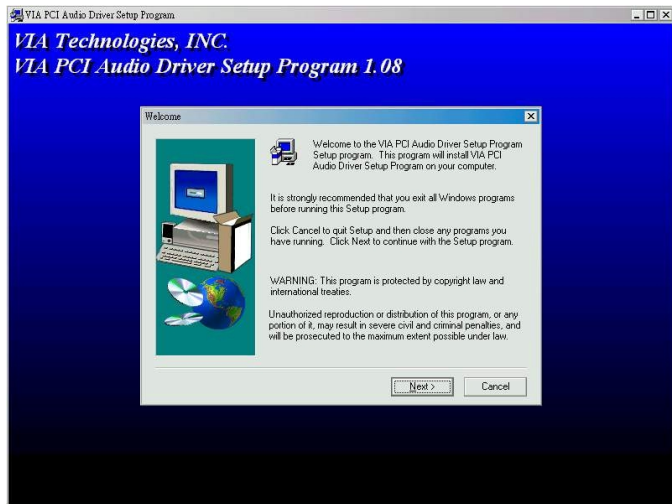 VIA PCI Audio Driver Setup Program
VIA Technologies, INC.
VIA PCI Audio Driver Setup Program 1.08
Welcome
Welcome to the VIA PCI Audio Driver Setup Program
Setup program. This program will install VIA PCI
Audio Driver Setup Program on your computer.
It is strongly recommended that you exit all Windows programs
before running this Setup program.
Click Cancel to quit Setup and then close any programs you
have running. Click Next to continue with the Setup program.
WARNING: This program is protected by copyright law and
international treaties.
Unauthorized reproduction or distribution of this program, or any
portion of it, may result in severe civil and criminal penalties, and
will be prosecuted to the maximum extent possible under law.
Next >
Cancel